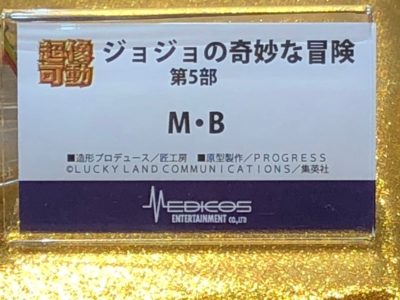 超像可動
ジョジョの奇妙な冒険
第5部
M・B
■造形プロデュース／匠工房 ■原型製作／PROGRESS
©LUCKY LAND COMMUNICATIONS／集英社
MEDICOS
ENTERTAINMENT CO.,LTD